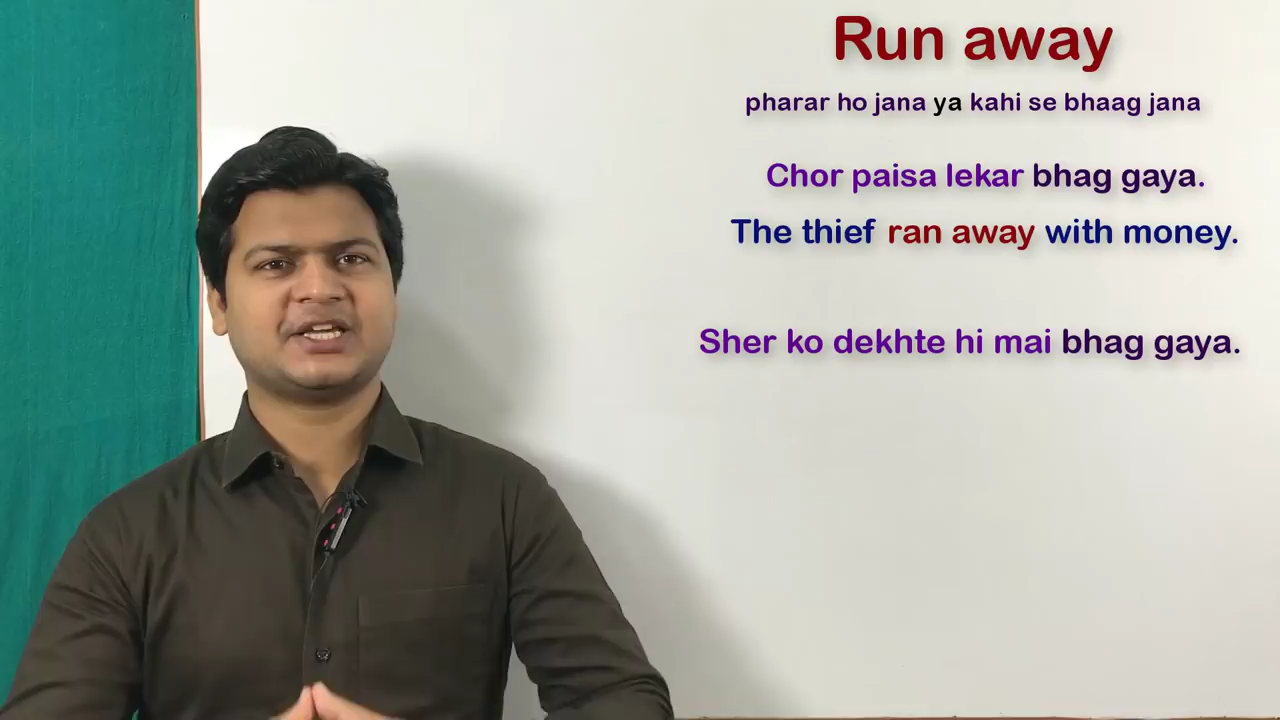 Run away
pharar ho jana ya kahi se bhaag jana
Chor paisa lekar bhag gaya.
The thief ran away with money.
Sher ko dekhte hi mai bhag gaya.